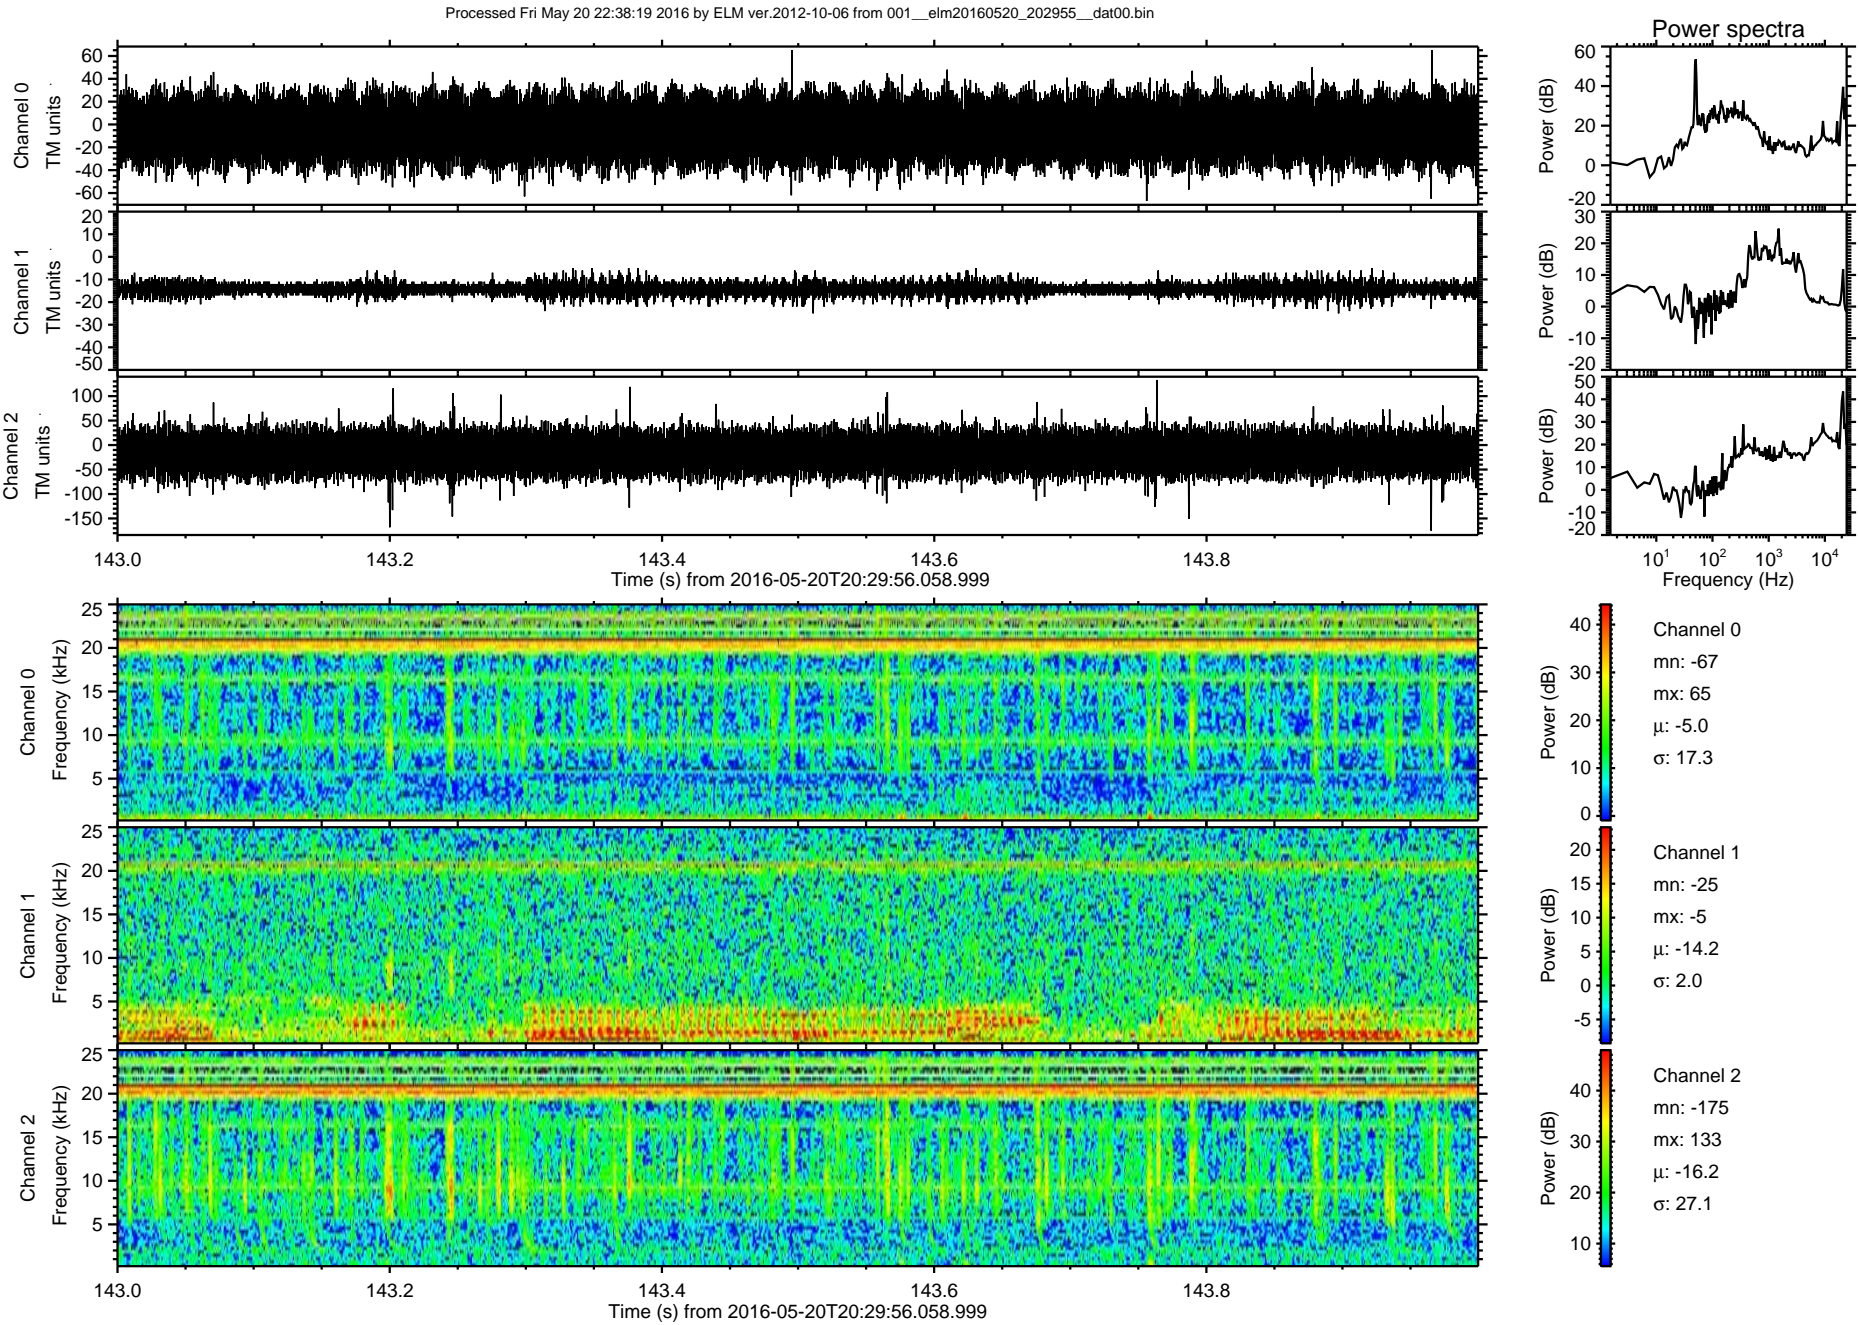 Processed Fri May 20 22:38:19 2016 by ELM ver.2012-10-06 from 001__elm20160520_202955__dat00.bin
Power spectra
Channel 0
TM units
60
40
20
0
-20
-40
-60
Power (dB)
60
40
20
0
-20
Channel 1
TM units
20
10
0
-10
-20
-30
-40
-50
Power (dB)
30
20
10
0
-10
-20
Channel 2
TM units
100
50
0
-50
-100
-150
Power (dB)
50
40
30
20
10
0
-10
-20
143.0 143.2 143.4 143.6 143.8
Time (s) from 2016-05-20T20:29:56.058.999
10^1 10^2 10^3 10^4
Frequency (Hz)
Channel 0
Frequency (kHz)
25
20
15
10
5
Power (dB)
40
30
20
10
0
Channel 0
mn: -67
mx: 65
μ: -5.0
σ: 17.3
Channel 1
Frequency (kHz)
25
20
15
10
5
Power (dB)
20
15
10
5
0
-5
Channel 1
mn: -25
mx: -5
μ: -14.2
σ: 2.0
Channel 2
Frequency (kHz)
25
20
15
10
5
Power (dB)
40
30
20
10
Channel 2
mn: -175
mx: 133
μ: -16.2
σ: 27.1
143.0 143.2 143.4 143.6 143.8
Time (s) from 2016-05-20T20:29:56.058.999